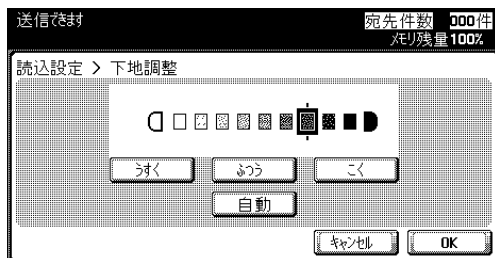 送信できます 宛先件数 000件
メモリ残量100%
読込設定 > 下地調整
うすく ふつう こく
自動
キャンセル OK